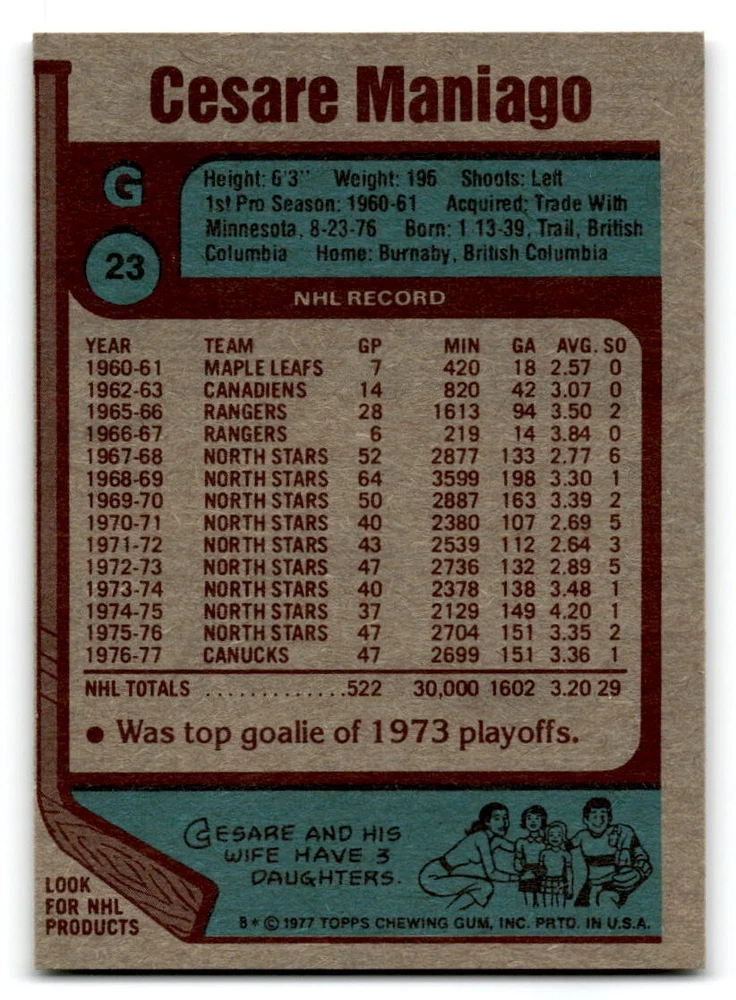 Cesare Maniago
G
Height: 6'3" Weight: 196 Shoots: Left
1st Pro Season: 1960-61 Acquired: Trade With
Minnesota, 8-23-76 Born: 1 13-39, Trail, British
Columbia Home: Burnaby, British Columbia
23
NHL RECORD
YEAR TEAM GP MIN GA AVG. SO
1960-61 MAPLE LEAFS 7 420 18 2.57 0
1962-63 CANADIENS 14 820 42 3.07 0
1965-66 RANGERS 28 1613 94 3.50 2
1966-67 RANGERS 6 219 14 3.84 0
1967-68 NORTH STARS 52 2877 133 2.77 6
1968-69 NORTH STARS 64 3599 198 3.30 1
1969-70 NORTH STARS 50 2887 163 3.39 2
1970-71 NORTH STARS 40 2380 107 2.69 5
1971-72 NORTH STARS 43 2539 112 2.64 3
1972-73 NORTH STARS 47 2736 132 2.89 5
1973-74 NORTH STARS 40 2378 138 3.48 1
1974-75 NORTH STARS 37 2129 149 4.20 1
1975-76 NORTH STARS 47 2704 151 3.35 2
1976-77 CANUCKS 47 2699 151 3.36 1
NHL TOTALS .............522 30,000 1602 3.20 29
● Was top goalie of 1973 playoffs.
CESARE AND HIS
WIFE HAVE 3
DAUGHTERS.
LOOK
FOR NHL
PRODUCTS
8* © 1977 TOPPS CHEWING GUM, INC. PRTD. IN U.S.A.